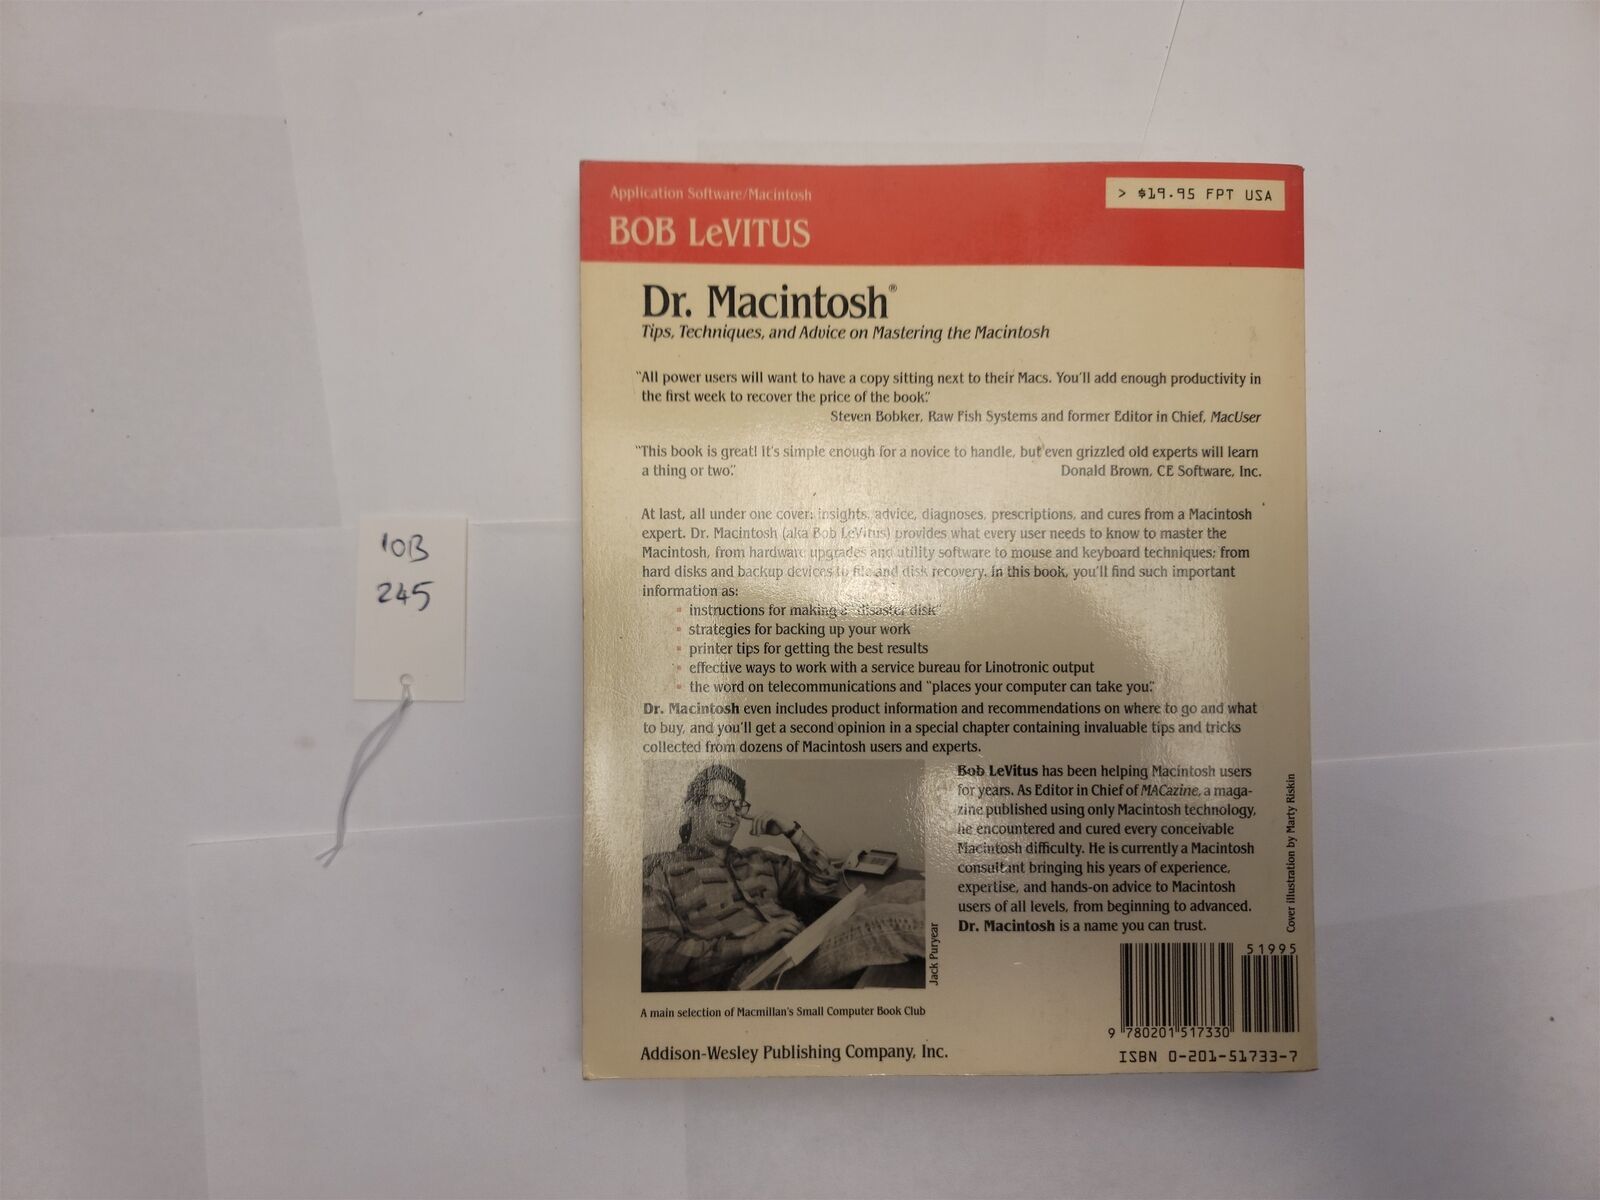 10B
245
Application Software/Macintosh
> $19.95 FPT USA
BOB LeVITUS
Dr. Macintosh®
Tips, Techniques, and Advice on Mastering the Macintosh
"All power users will want to have a copy sitting next to their Macs. You'll add enough productivity in
the first week to recover the price of the book."
Steven Bobker, Raw Fish Systems and former Editor in Chief, MacUser
"This book is great! It's simple enough for a novice to handle, but even grizzled old experts will learn
a thing or two." Donald Brown, CE Software, Inc.
At last, all under one cover: insights, advice, diagnoses, prescriptions, and cures from a Macintosh
expert. Dr. Macintosh (aka Bob LeVitus) provides what every user needs to know to master the
Macintosh, from hardware upgrades and utility software to mouse and keyboard techniques; from
hard disks and backup devices to file and disk recovery. In this book, you'll find such important
information as:
▪ instructions for making a "disaster disk"
▪ strategies for backing up your work
▪ printer tips for getting the best results
▪ effective ways to work with a service bureau for Linotronic output
▪ the word on telecommunications and "places your computer can take you."
Dr. Macintosh even includes product information and recommendations on where to go and what
to buy, and you'll get a second opinion in a special chapter containing invaluable tips and tricks
collected from dozens of Macintosh users and experts.
Bob LeVitus has been helping Macintosh users
for years. As Editor in Chief of MACazine, a maga-
zine published using only Macintosh technology,
he encountered and cured every conceivable
Macintosh difficulty. He is currently a Macintosh
consultant bringing his years of experience,
expertise, and hands-on advice to Macintosh
users of all levels, from beginning to advanced.
Dr. Macintosh is a name you can trust.
Jack Puryear
Cover illustration by Marty Riskin
A main selection of Macmillan's Small Computer Book Club
Addison-Wesley Publishing Company, Inc.
51995
9 780201 517330
ISBN 0-201-51733-7